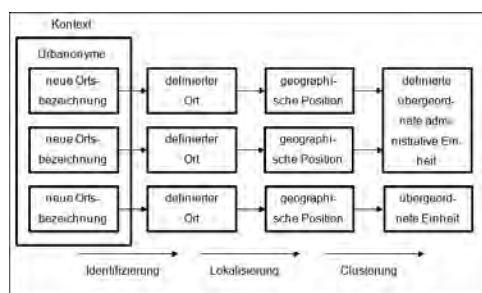 Kontext
Urbanonyme
neue Orts-
bezeichnung
definierter
Ort
geographi-
sche Position
definierte
übergeord-
nete admi-
nistrative Ein-
heit
neue Orts-
bezeichnung
definierter
Ort
geographi-
sche Position
neue Orts-
bezeichnung
definierter
Ort
geographi-
sche Position
übergeord-
nete Einheit
Identifizierung
Lokalisierung
Clusterung